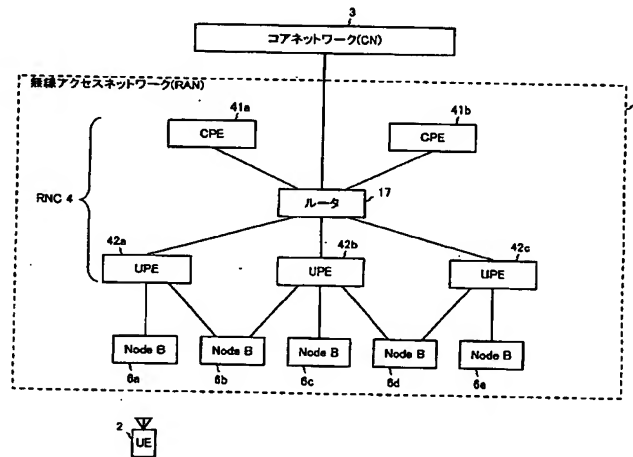 3
コアネットワーク(CN)
無線アクセスネットワーク(RAN)
41a
41b
CPE
CPE
RNC 4
17
ルータ
42a
42b
42c
UPE
UPE
UPE
Node B
Node B
Node B
Node B
Node B
6a
6b
6c
6d
6e
2
UE